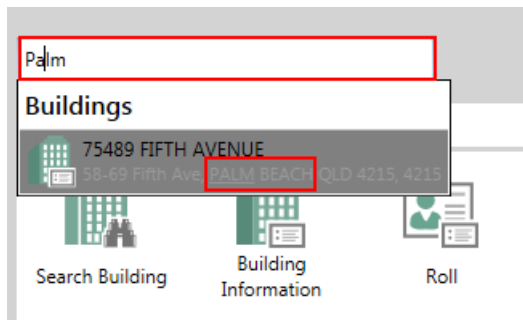 Palm
Buildings
75489 FIFTH AVENUE
58-69 Fifth Ave, PALM BEACH QLD 4215, 4215
Search Building
Building
Information
Roll